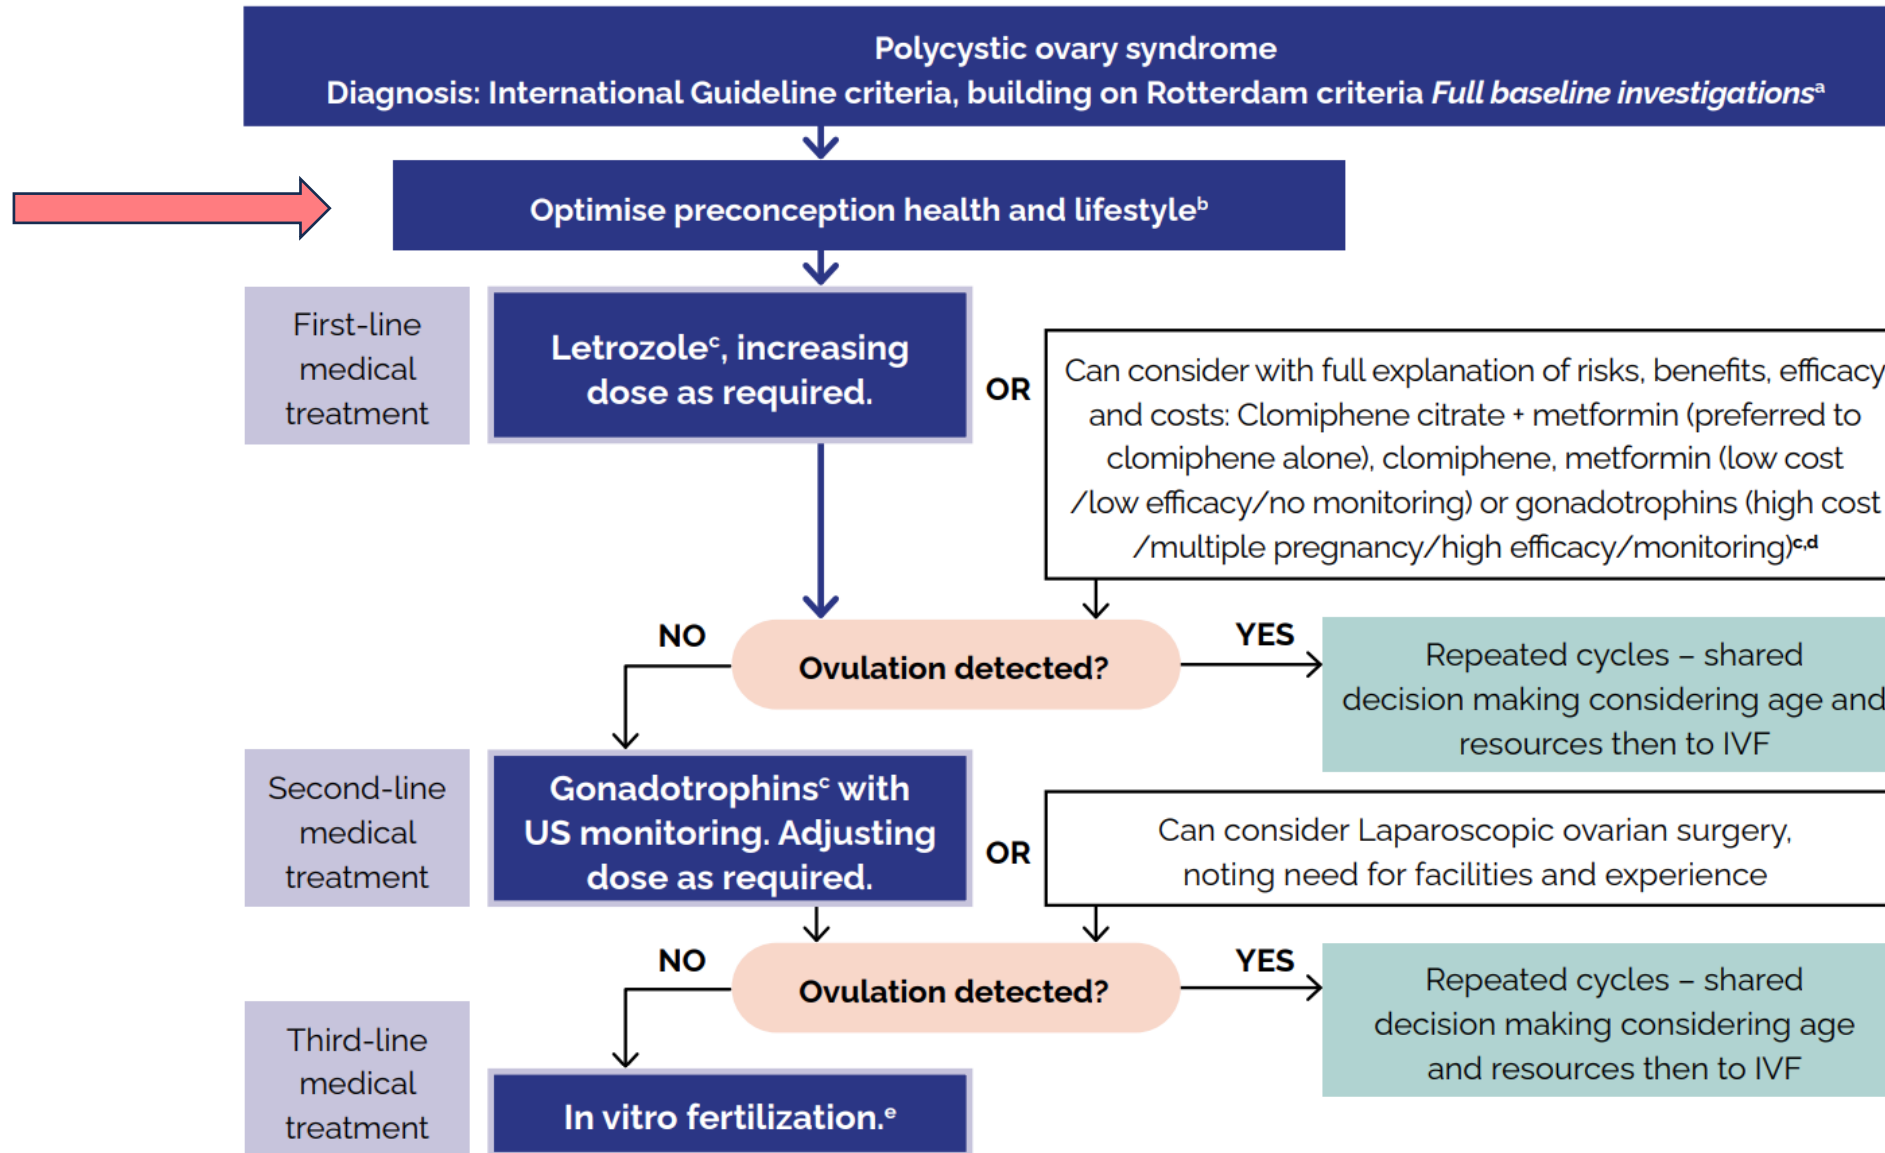 Polycystic ovary syndrome
Diagnosis: International Guideline criteria, building on Rotterdam criteria Full baseline investigationsᵃ
Optimise preconception health and lifestyleᵇ
First-line
medical
treatment
Letrozoleᶜ, increasing
dose as required.
OR
Can consider with full explanation of risks, benefits, efficacy
and costs: Clomiphene citrate + metformin (preferred to
clomiphene alone), clomiphene, metformin (low cost
/low efficacy/no monitoring) or gonadotrophins (high cost
/multiple pregnancy/high efficacy/monitoring)ᶜ,ᵈ
NO
Ovulation detected?
YES
Repeated cycles – shared
decision making considering age and
resources then to IVF
Second-line
medical
treatment
Gonadotrophinsᶜ with
US monitoring. Adjusting
dose as required.
OR
Can consider Laparoscopic ovarian surgery,
noting need for facilities and experience
NO
Ovulation detected?
YES
Repeated cycles – shared
decision making considering age
and resources then to IVF
Third-line
medical
treatment
In vitro fertilization.ᵉ